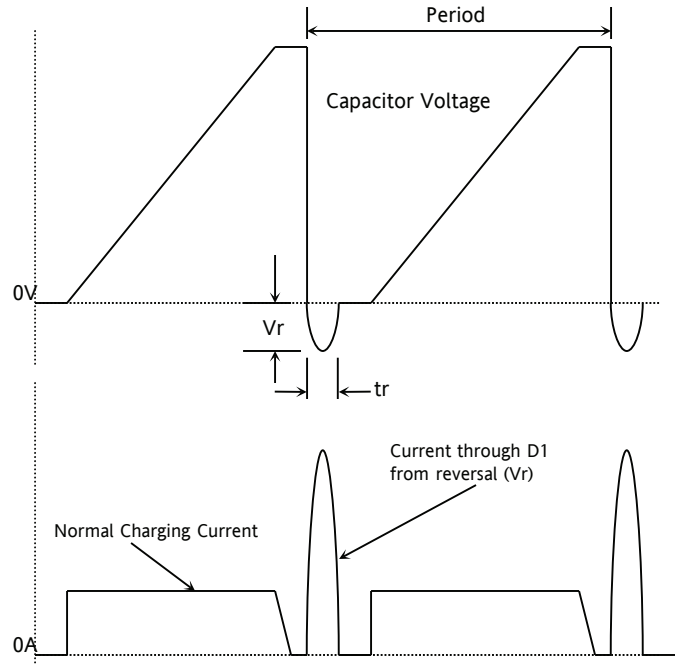 Period
Capacitor Voltage
0V
Vr
tr
Current through D1
from reversal (Vr)
Normal Charging Current
0A